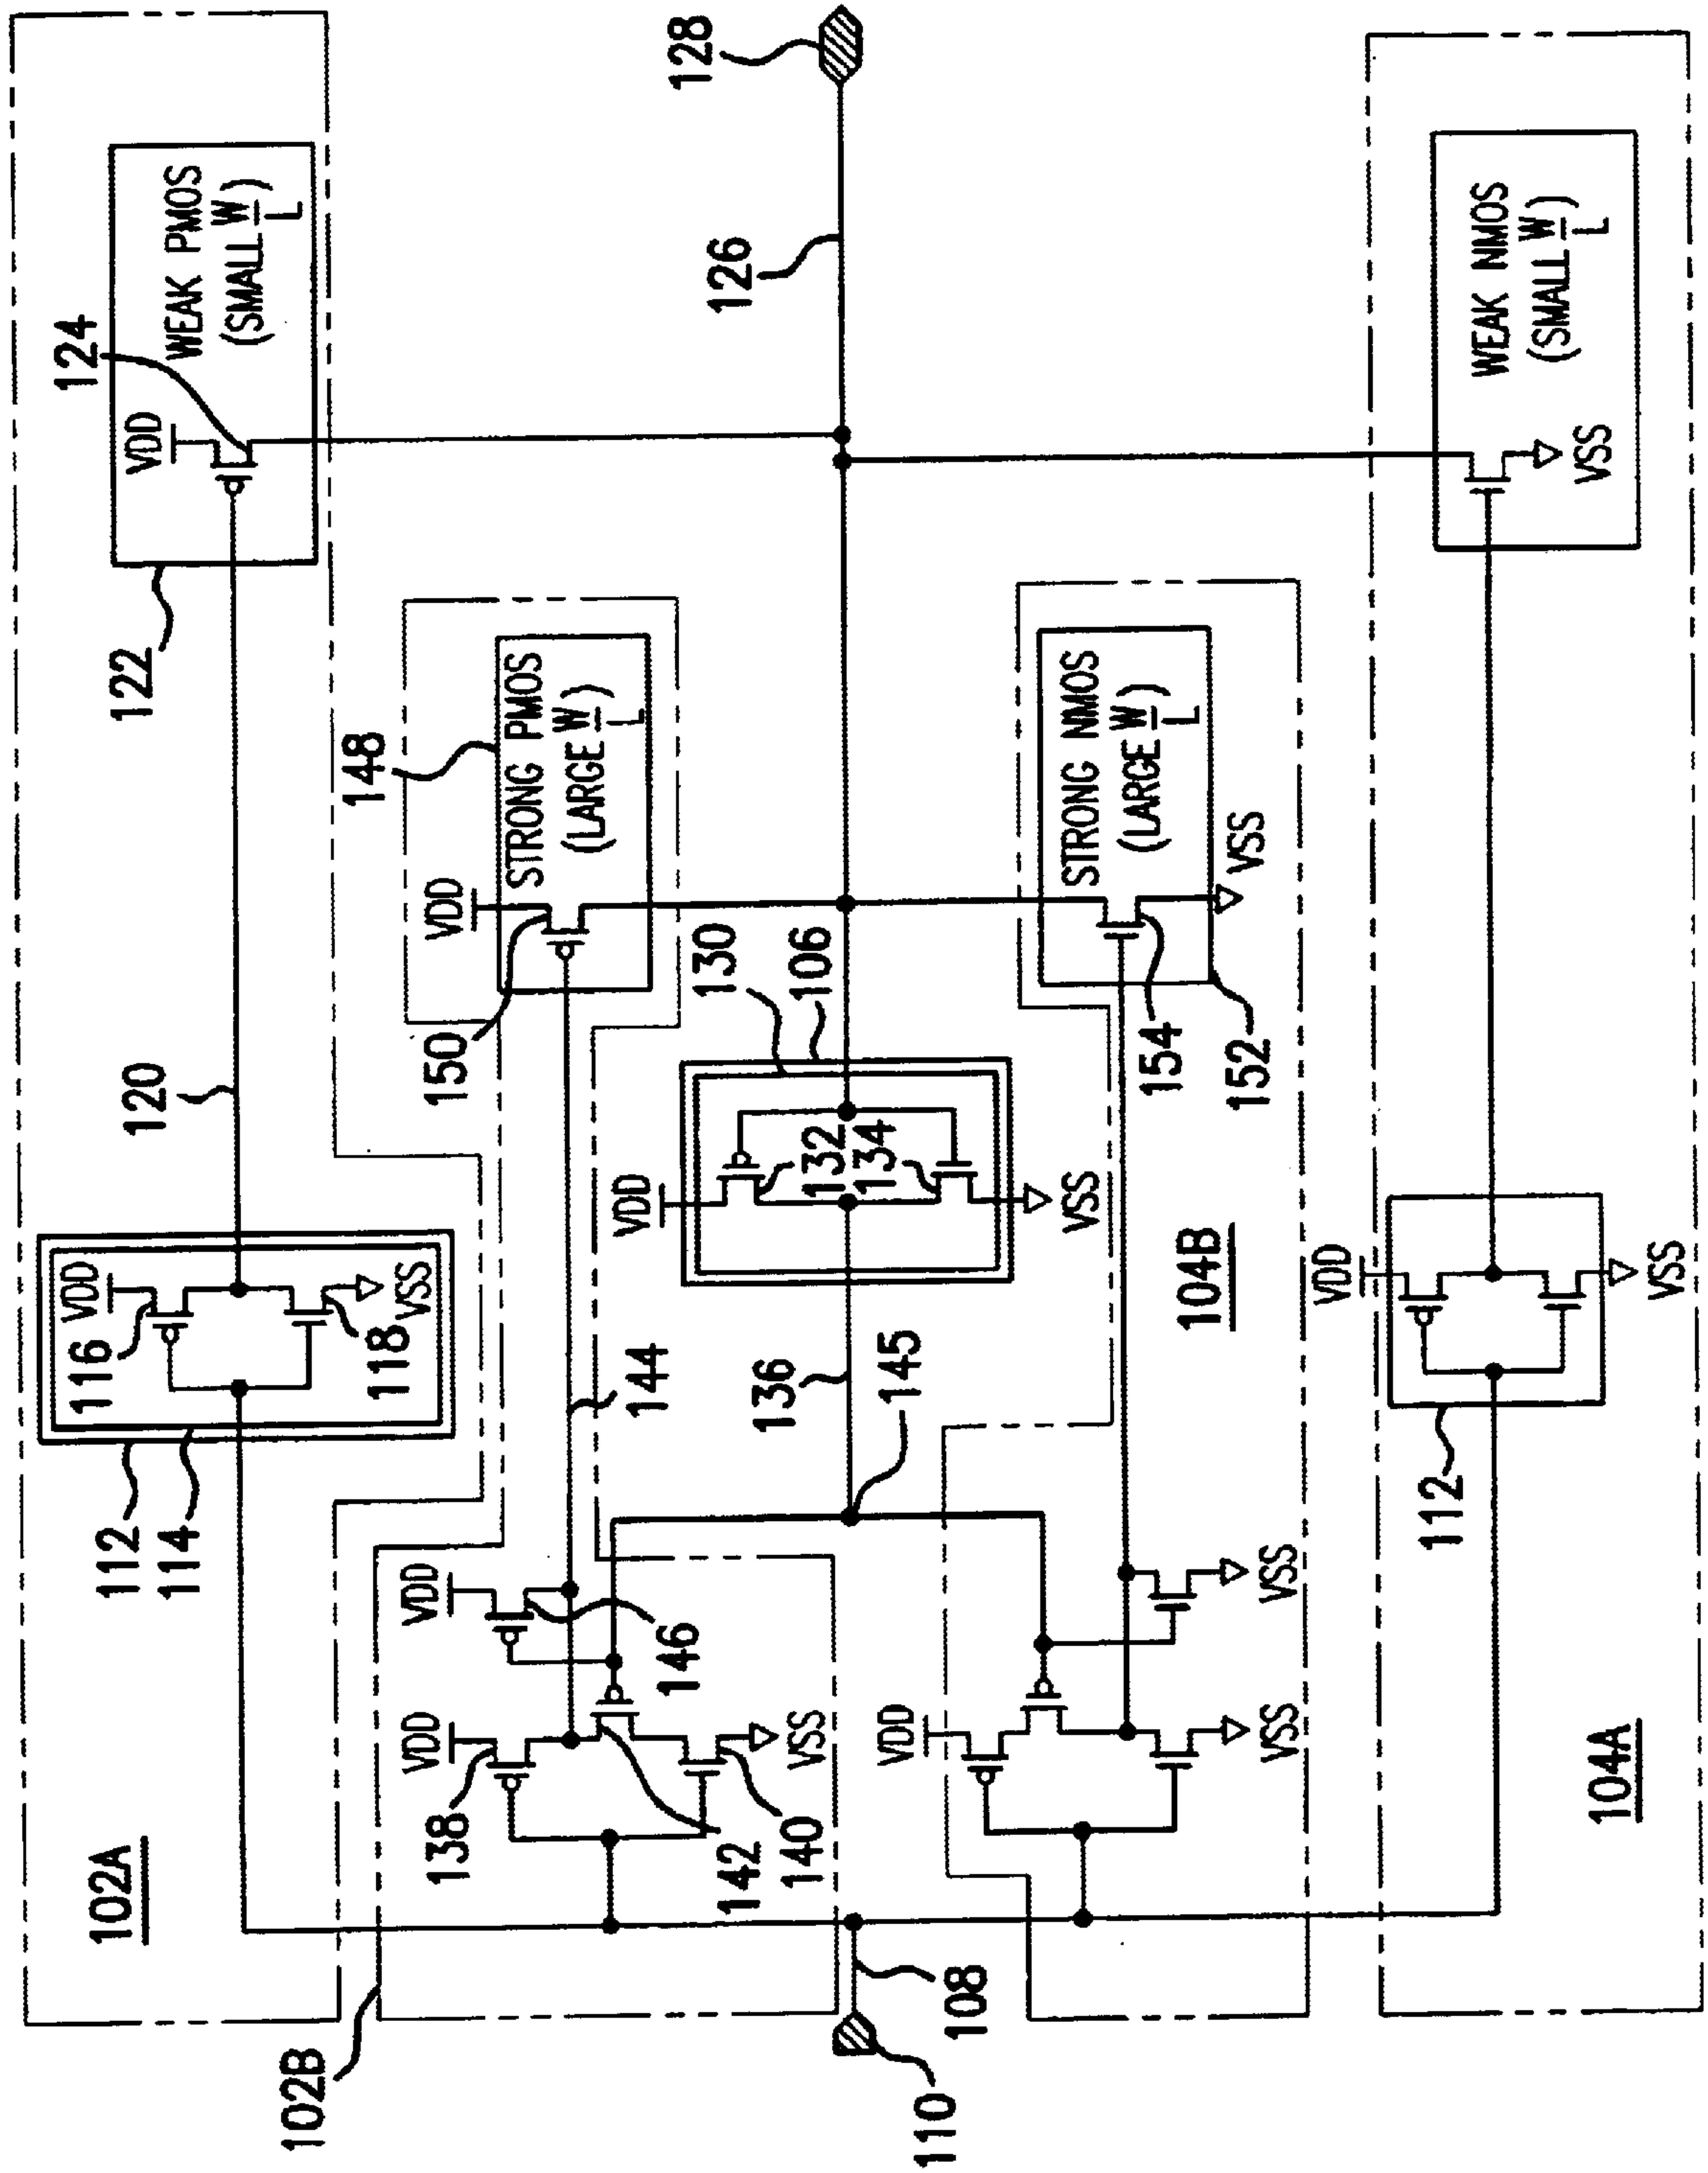 102A
112
114
116
VDD
118
VSS
120
122
124
VDD
WEAK PMOS
(SMALL W/L)
102B
138
VDD
142
140
VSS
VDD
146
144
150
VDD
148
STRONG PMOS
(LARGE W/L)
110
108
136
145
VDD
132
134
VSS
130
106
126
128
VDD
VSS
VSS
104B
154
152
VSS
STRONG NMOS
(LARGE W/L)
104A
112
VDD
VSS
VSS
WEAK NMOS
(SMALL W/L)